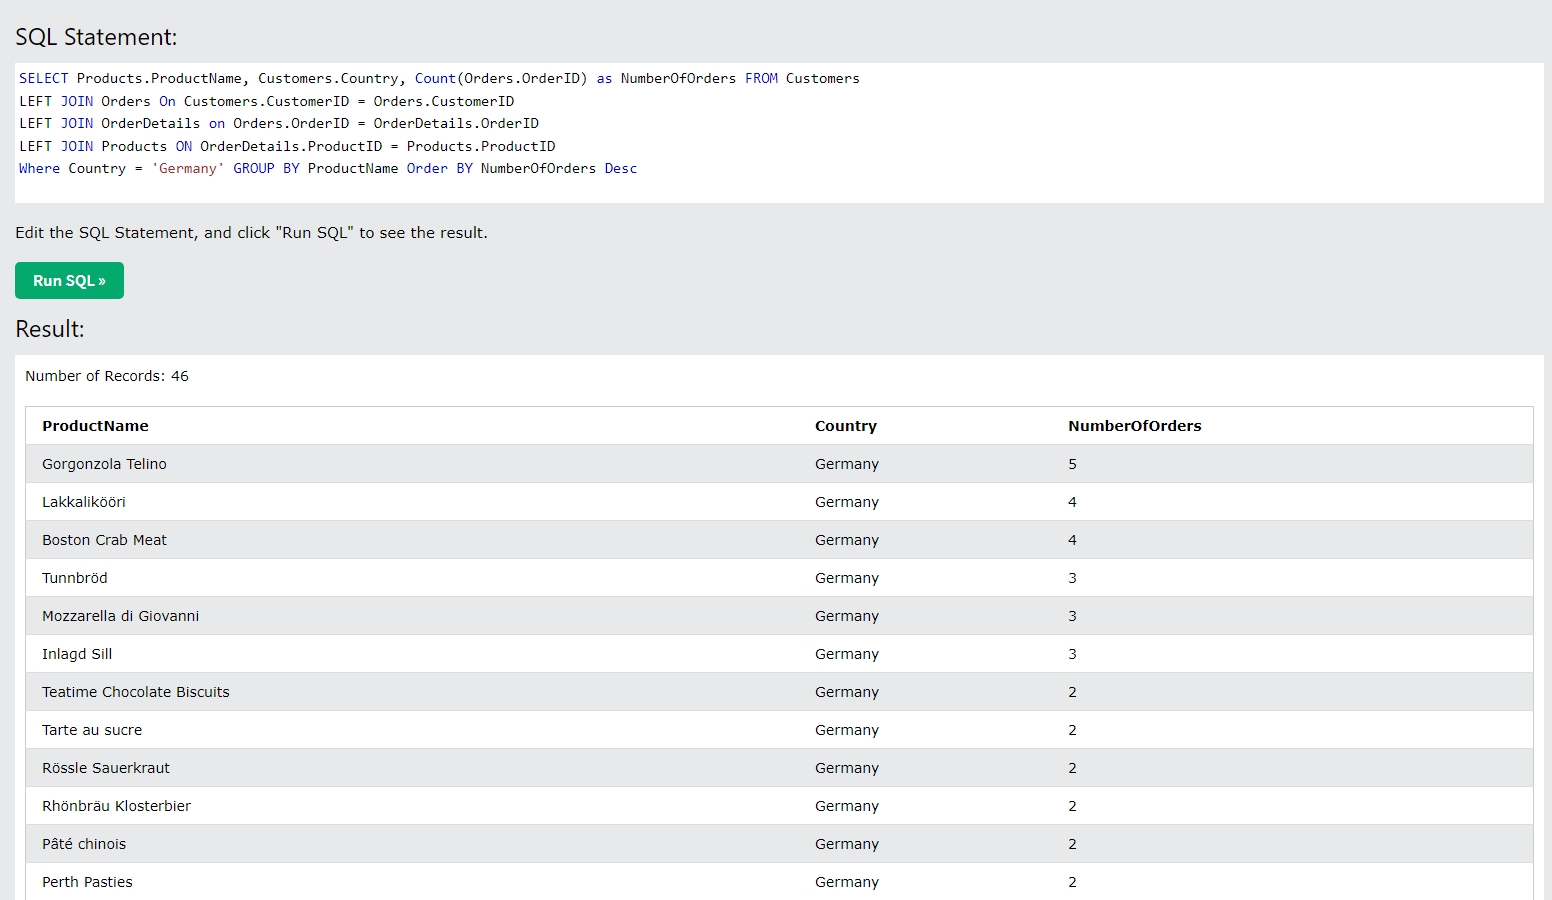 SQL Statement:
SELECT Products.ProductName, Customers.Country, Count(Orders.OrderID) as NumberOfOrders FROM Customers
LEFT JOIN Orders On Customers.CustomerID = Orders.CustomerID
LEFT JOIN OrderDetails on Orders.OrderID = OrderDetails.OrderID
LEFT JOIN Products ON OrderDetails.ProductID = Products.ProductID
Where Country = 'Germany' GROUP BY ProductName Order BY NumberOfOrders Desc
Edit the SQL Statement, and click "Run SQL" to see the result.
Run SQL »
Result:
Number of Records: 46
ProductName Country NumberOfOrders
Gorgonzola Telino Germany 5
Lakkalikööri Germany 4
Boston Crab Meat Germany 4
Tunnbröd Germany 3
Mozzarella di Giovanni Germany 3
Inlagd Sill Germany 3
Teatime Chocolate Biscuits Germany 2
Tarte au sucre Germany 2
Rössle Sauerkraut Germany 2
Rhönbräu Klosterbier Germany 2
Pâté chinois Germany 2
Perth Pasties Germany 2